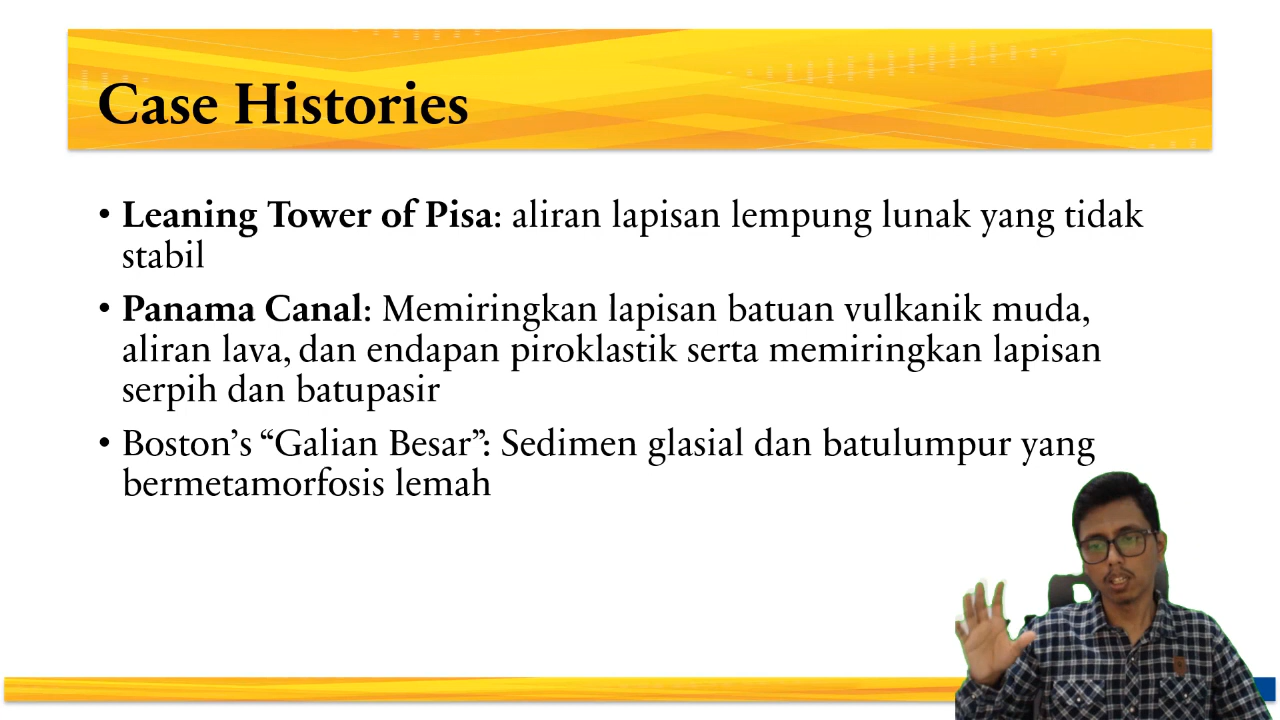 Case Histories
• Leaning Tower of Pisa: aliran lapisan lempung lunak yang tidak
stabil
• Panama Canal: Memiringkan lapisan batuan vulkanik muda,
aliran lava, dan endapan piroklastik serta memiringkan lapisan
serpih dan batupasir
• Boston’s “Galian Besar”: Sedimen glasial dan batulumpur yang
bermetamorfosis lemah